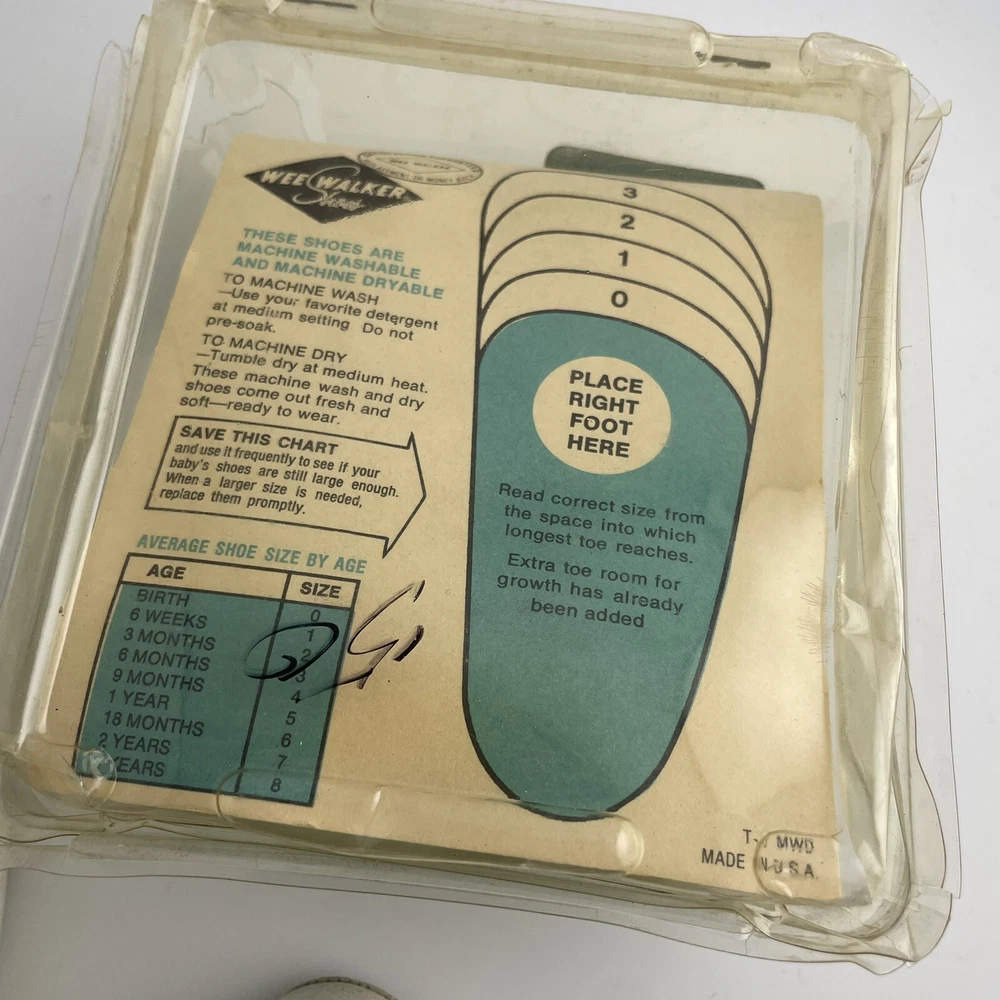 WEE WALKER
Shoes
THESE SHOES ARE
MACHINE WASHABLE
AND MACHINE DRYABLE
TO MACHINE WASH
—Use your favorite detergent
at medium setting Do not
pre-soak.
TO MACHINE DRY
—Tumble dry at medium heat.
These machine wash and dry
shoes come out fresh and
soft—ready to wear.
SAVE THIS CHART
and use it frequently to see if your
baby's shoes are still large enough.
When a larger size is needed,
replace them promptly.
AVERAGE SHOE SIZE BY AGE
AGE SIZE
BIRTH 0
6 WEEKS 1
3 MONTHS 2
6 MONTHS 3
9 MONTHS 4
1 YEAR 5
18 MONTHS 6
2 YEARS 7
YEARS 8
3
2
1
0
PLACE
RIGHT
FOOT
HERE
Read correct size from
the space into which
longest toe reaches.
Extra toe room for
growth has already
been added
MWD
MADE IN U.S.A.